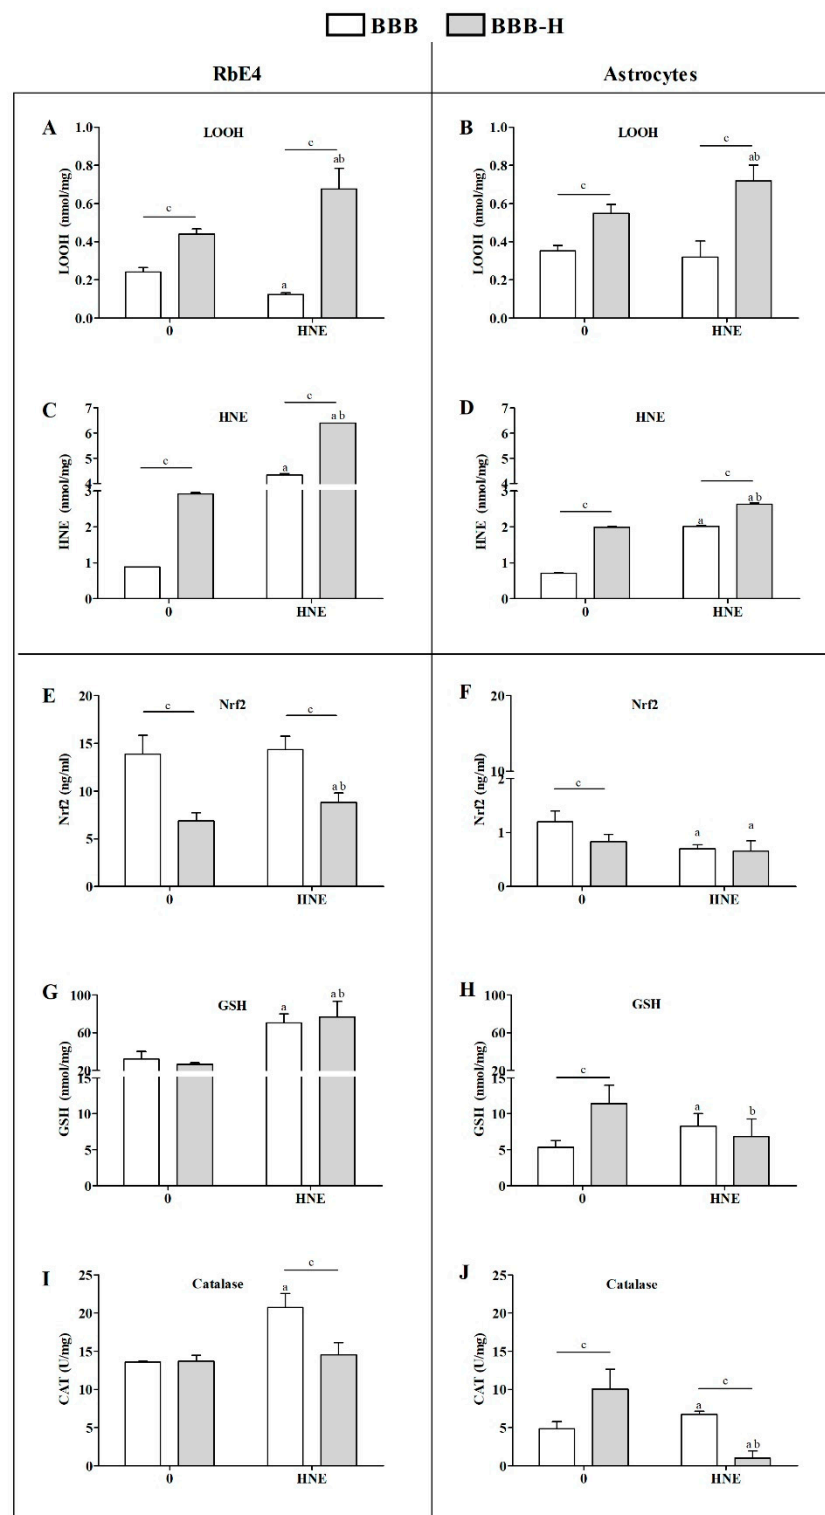 BBB BBB-H
RbE4 Astrocytes
A LOOH
LOOH (nmol/mg)
1.0
0.8
0.6
0.4
0.2
0.0
c
c
a
ab
0 HNE
B LOOH
LOOH (nmol/mg)
1.0
0.8
0.6
0.4
0.2
0.0
c
c
ab
0 HNE
C HNE
HNE (nmol/mg)
7
6
5
4
3
2
1
0
c
c
a
a b
0 HNE
D HNE
HNE (nmol/mg)
7
6
5
4
3
2
1
0
c
c
a
a b
0 HNE
E Nrf2
Nrf2 (ng/ml)
20
15
10
5
0
c
c
a b
0 HNE
F Nrf2
Nrf2 (ng/ml)
20
10
2
1
0
c
a
a
0 HNE
G GSH
GSH (nmol/mg)
100
60
20
15
10
5
0
a
a b
0 HNE
H GSH
GSH (nmol/mg)
100
60
20
15
10
5
0
c
a
b
0 HNE
I Catalase
CAT (U/mg)
25
20
15
10
5
0
c
a
0 HNE
J Catalase
CAT (U/mg)
25
20
15
10
5
0
c
c
a
a b
0 HNE